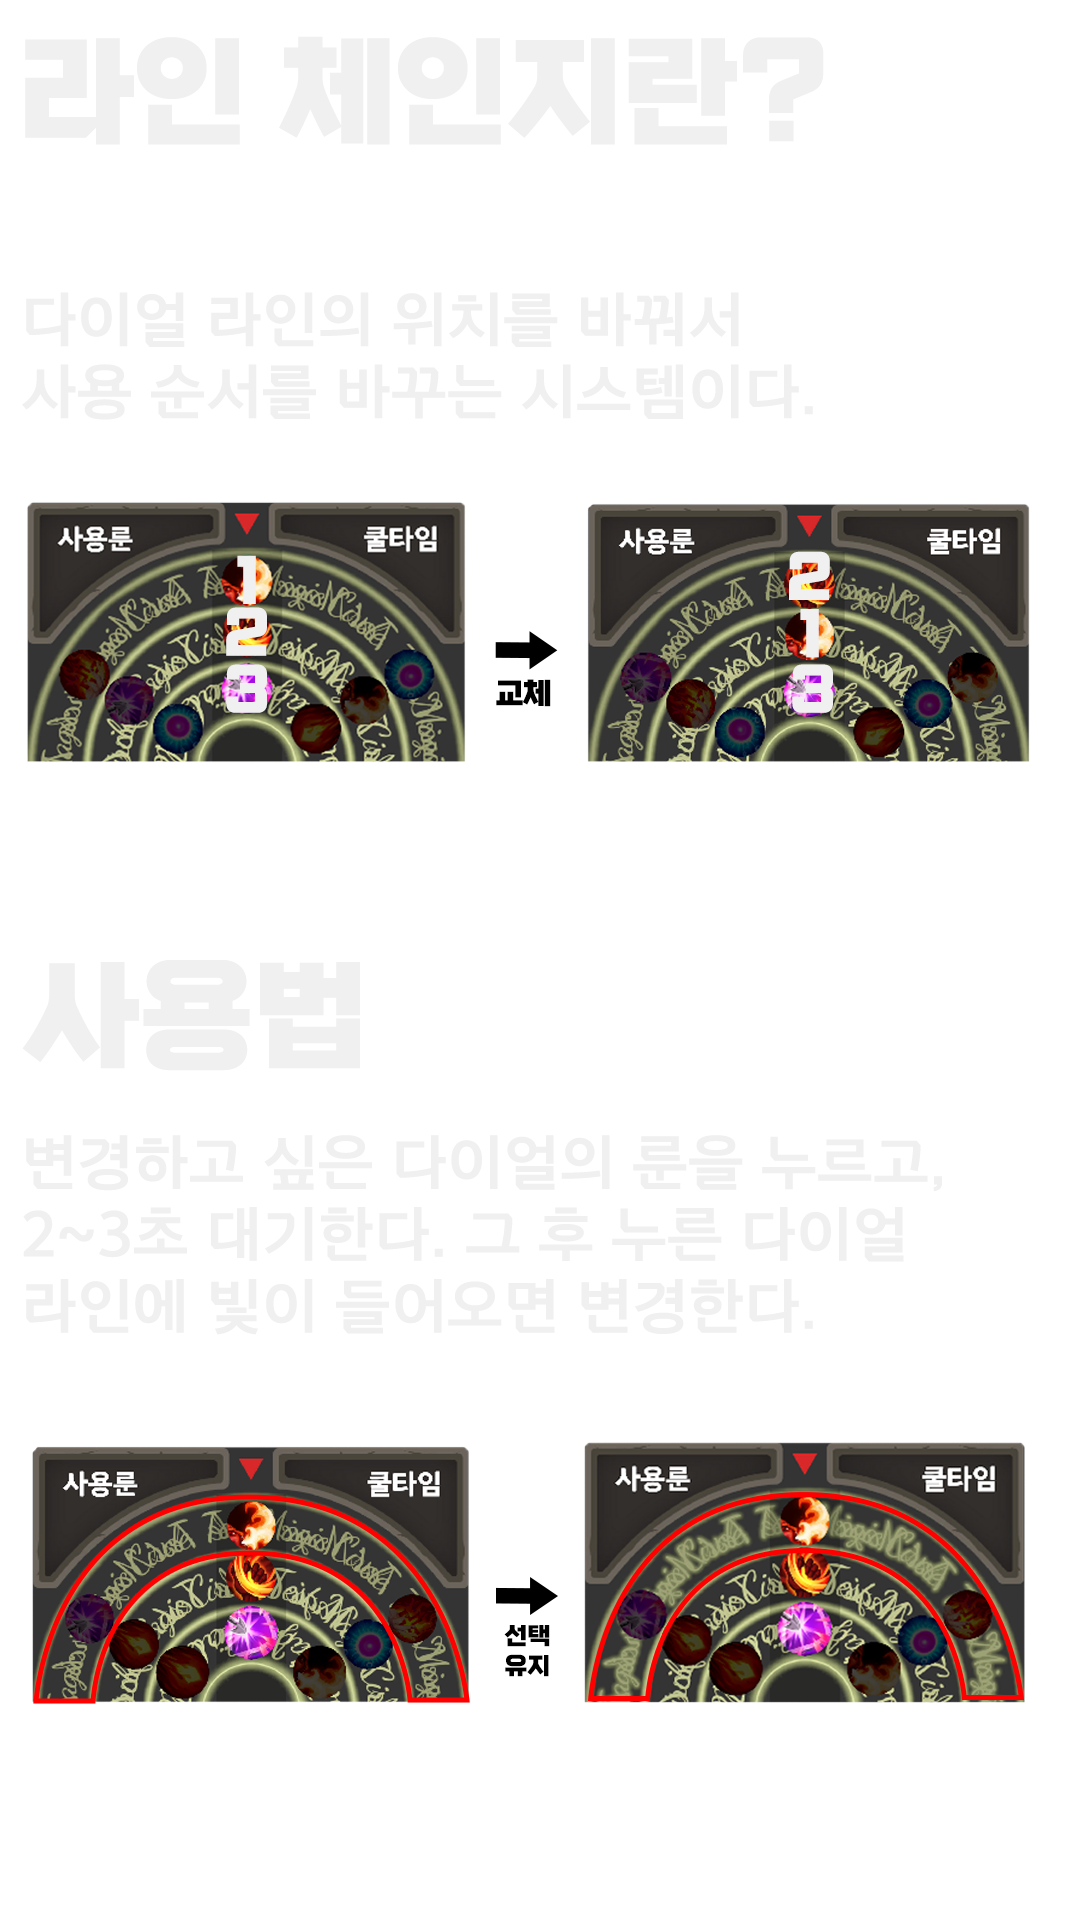 라인 체인지란?
다이얼 라인의 위치를 바꿔서
사용 순서를 바꾸는 시스템이다.
사용룬
쿨타임
1
2
3
교체
사용룬
쿨타임
2
1
3
사용법
변경하고 싶은 다이얼의 룬을 누르고,
2~3초 대기한다. 그 후 누른 다이얼
라인에 빛이 들어오면 변경한다.
사용룬
쿨타임
선택
유지
사용룬
쿨타임